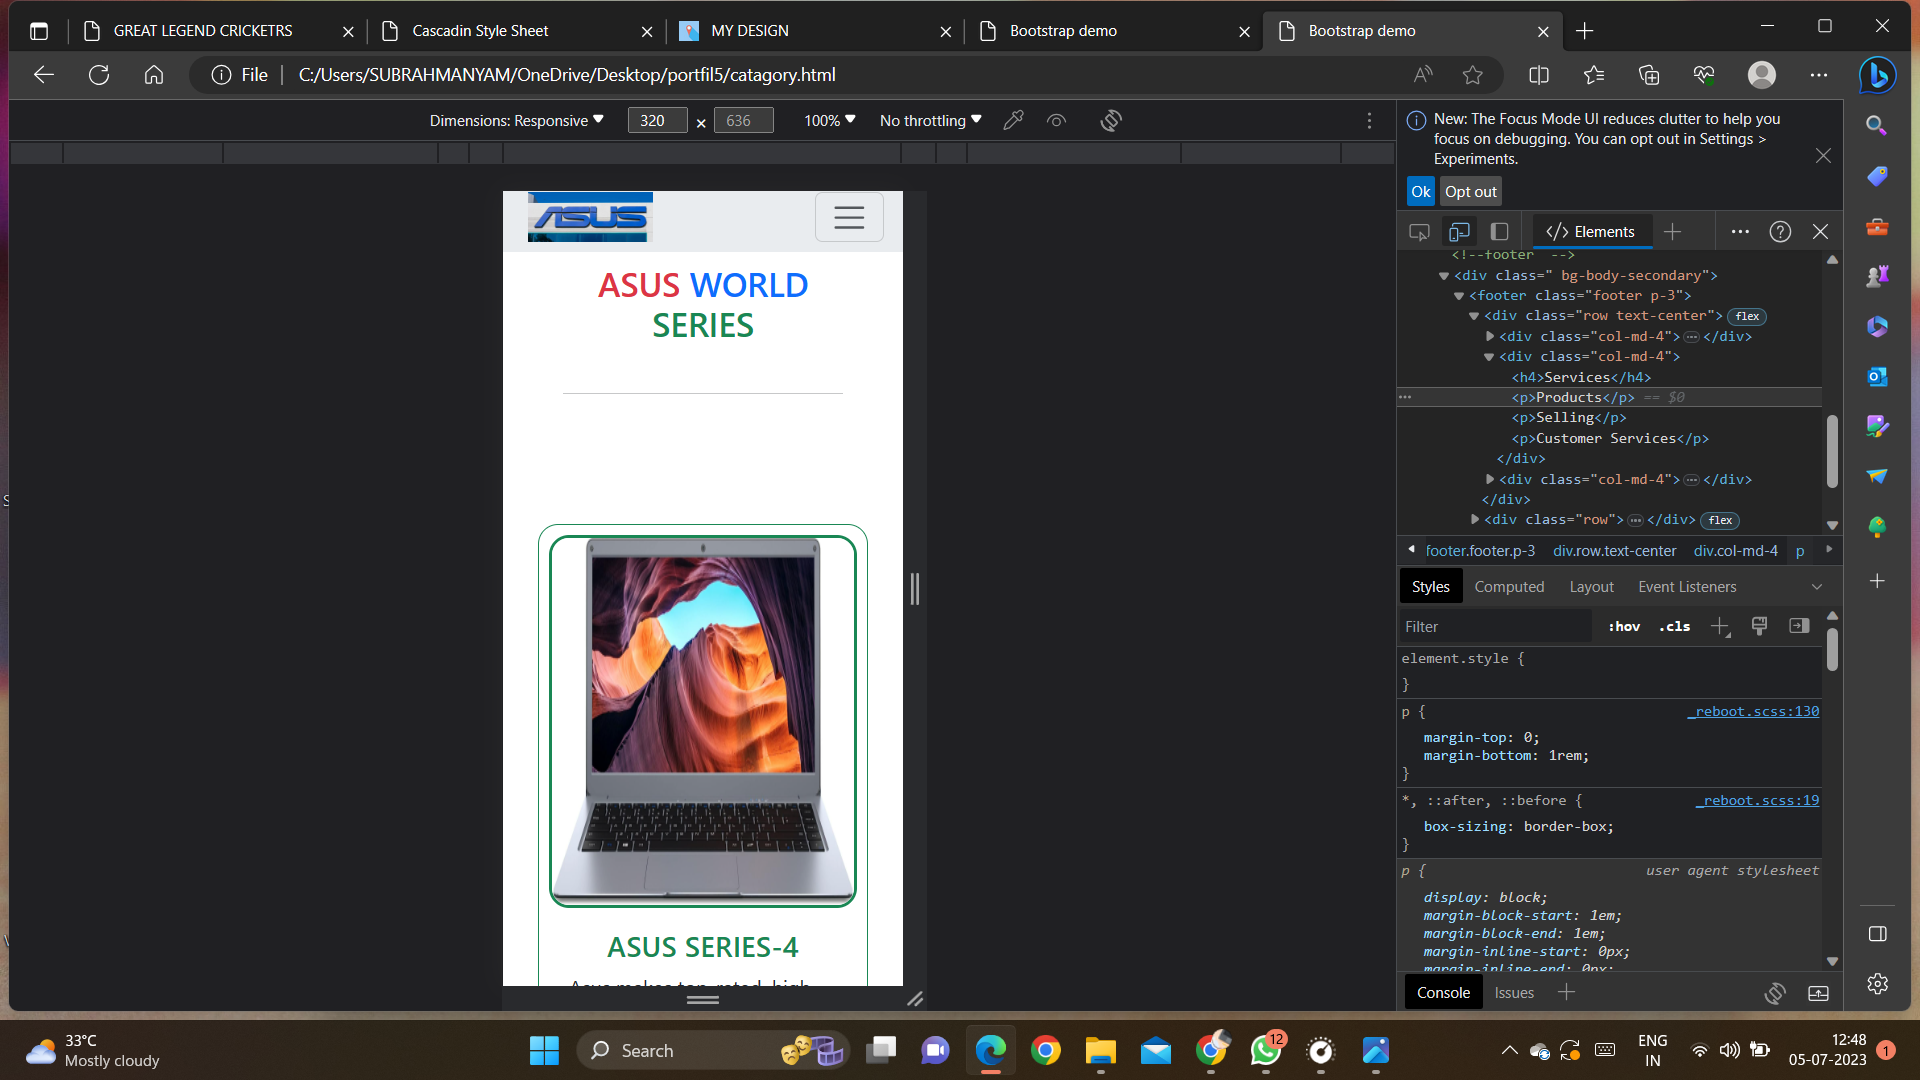 GREAT LEGEND CRICKETRS
Cascadin Style Sheet
MY DESIGN
Bootstrap demo
Bootstrap demo
File
C:/Users/SUBRAHMANYAM/OneDrive/Desktop/portfil5/catagory.html
Dimensions: Responsive
320 × 636
100%
No throttling
New: The Focus Mode UI reduces clutter to help you
focus on debugging. You can opt out in Settings >
Experiments.
Ok
Opt out
ASUS
ASUS WORLD
SERIES
ASUS SERIES-4
Elements
<!--footer -->
<div class=" bg-body-secondary">
<footer class="footer p-3">
<div class="row text-center"> flex
<div class="col-md-4"> ⋯ </div>
<div class="col-md-4">
<h4>Services</h4>
<p>Products</p> == $0
<p>Selling</p>
<p>Customer Services</p>
</div>
<div class="col-md-4"> ⋯ </div>
</div>
<div class="row"> ⋯ </div> flex
footer.footer.p-3 div.row.text-center div.col-md-4 p
Styles Computed Layout Event Listeners
Filter
:hov .cls
element.style {
}
p { _reboot.scss:130
margin-top: 0;
margin-bottom: 1rem;
}
*, ::after, ::before { _reboot.scss:19
box-sizing: border-box;
}
p { user agent stylesheet
display: block;
margin-block-start: 1em;
margin-block-end: 1em;
margin-inline-start: 0px;
margin-inline-end: 0px;
Console Issues
33°C
Mostly cloudy
Search
12
ENG
IN
12:48
05-07-2023
1